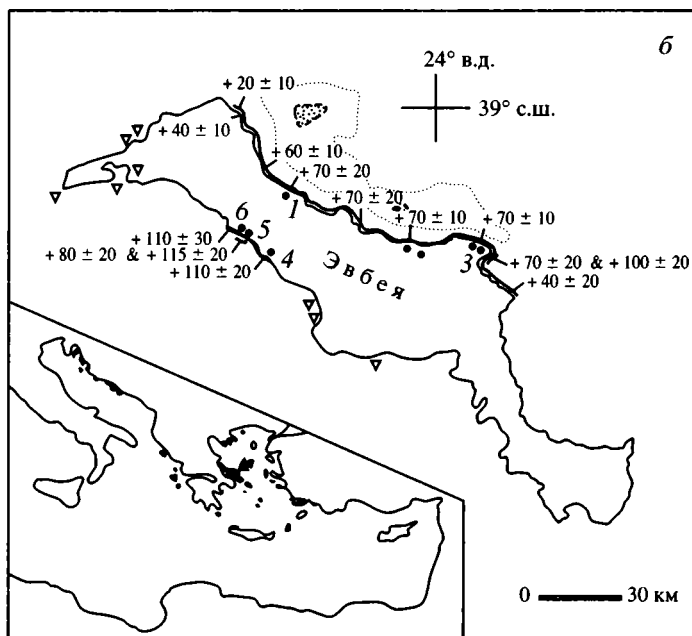 б
24° в.д.
39° с.ш.
+ 20 ± 10
+ 40 ± 10
+ 60 ± 10
+ 70 ± 20
+ 70 ± 20
+ 70 ± 10
+ 70 ± 10
1
6
5
4
3
+ 110 ± 30
+ 80 ± 20 & + 115 ± 20
+ 110 ± 20
Эвбея
+ 70 ± 20 & + 100 ± 20
+ 40 ± 20
0 30 км